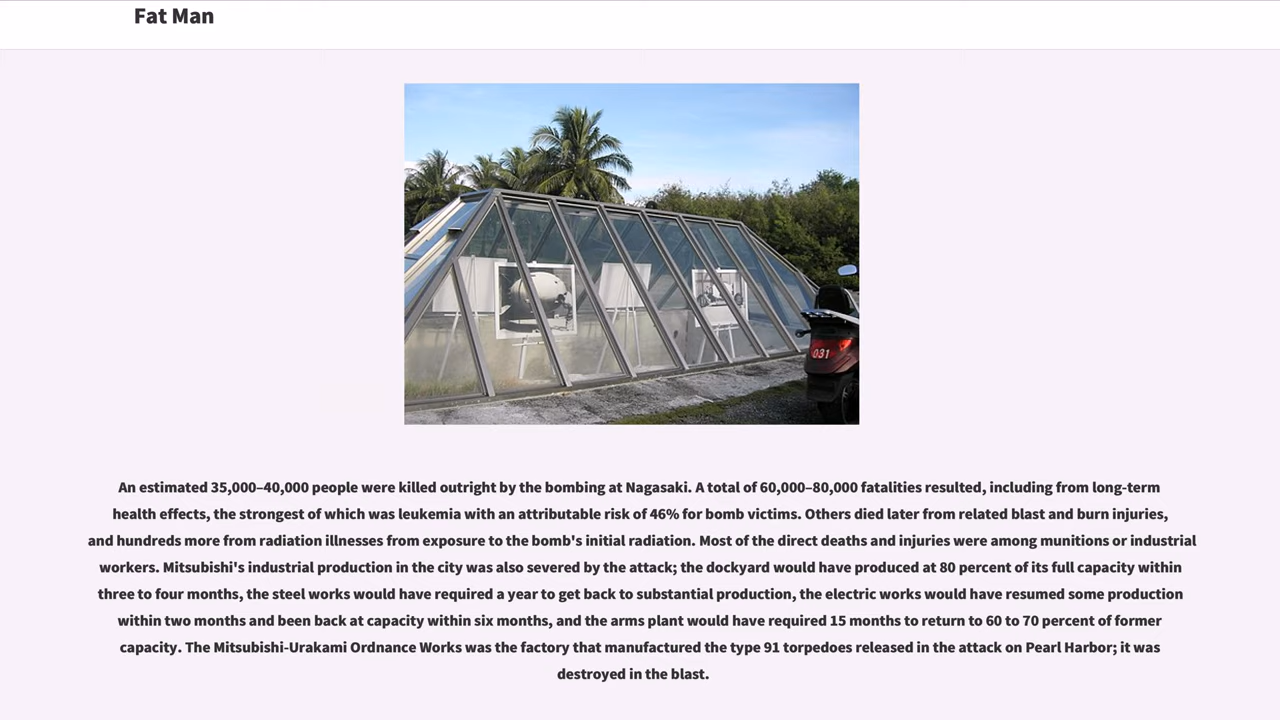 Fat Man
031
An estimated 35,000–40,000 people were killed outright by the bombing at Nagasaki. A total of 60,000–80,000 fatalities resulted, including from long-term
health effects, the strongest of which was leukemia with an attributable risk of 46% for bomb victims. Others died later from related blast and burn injuries,
and hundreds more from radiation illnesses from exposure to the bomb's initial radiation. Most of the direct deaths and injuries were among munitions or industrial
workers. Mitsubishi's industrial production in the city was also severed by the attack; the dockyard would have produced at 80 percent of its full capacity within
three to four months, the steel works would have required a year to get back to substantial production, the electric works would have resumed some production
within two months and been back at capacity within six months, and the arms plant would have required 15 months to return to 60 to 70 percent of former
capacity. The Mitsubishi-Urakami Ordnance Works was the factory that manufactured the type 91 torpedoes released in the attack on Pearl Harbor; it was
destroyed in the blast.